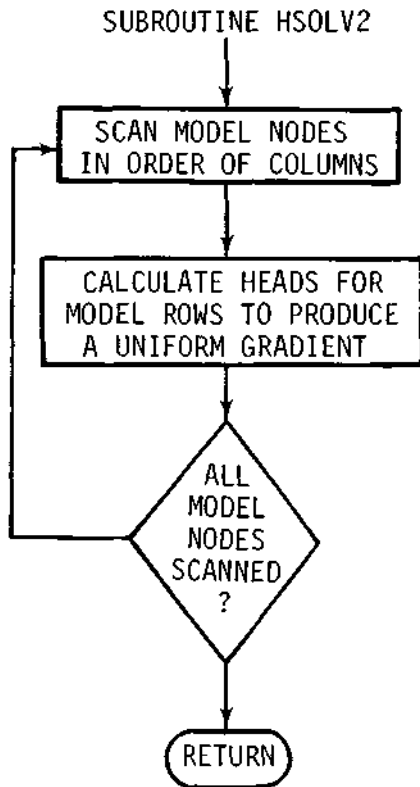 SUBROUTINE HSOLV2
SCAN MODEL NODES
IN ORDER OF COLUMNS
CALCULATE HEADS FOR
MODEL ROWS TO PRODUCE
A UNIFORM GRADIENT
ALL
MODEL
NODES
SCANNED
?
RETURN